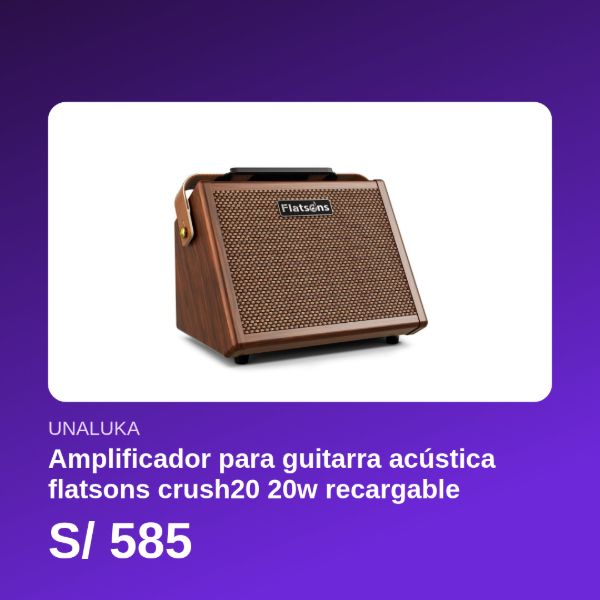 Flatsons
UNALUKA
Amplificador para guitarra acústica
flatsons crush20 20w recargable
S/ 585